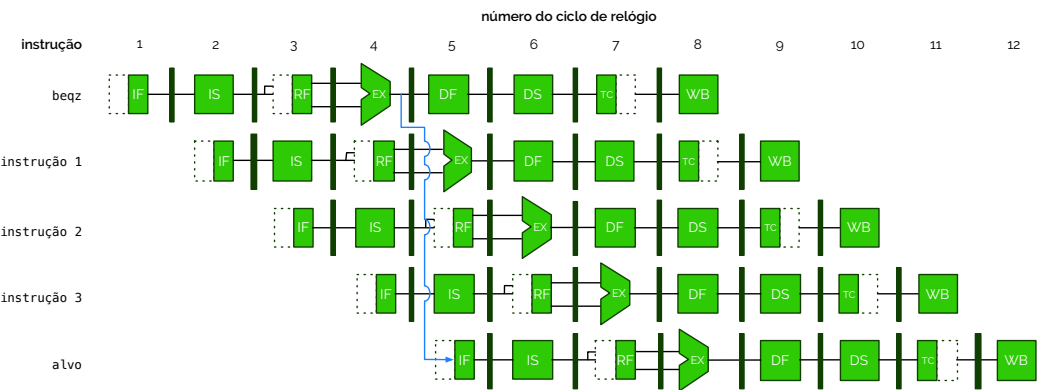 número do ciclo de relógio
instrução 1 2 3 4 5 6 7 8 9 10 11 12
beqz IF IS RF EX DF DS TC WB
instrução 1 IF IS RF EX DF DS TC WB
instrução 2 IF IS RF EX DF DS TC WB
instrução 3 IF IS RF EX DF DS TC WB
alvo IF IS RF EX DF DS TC WB